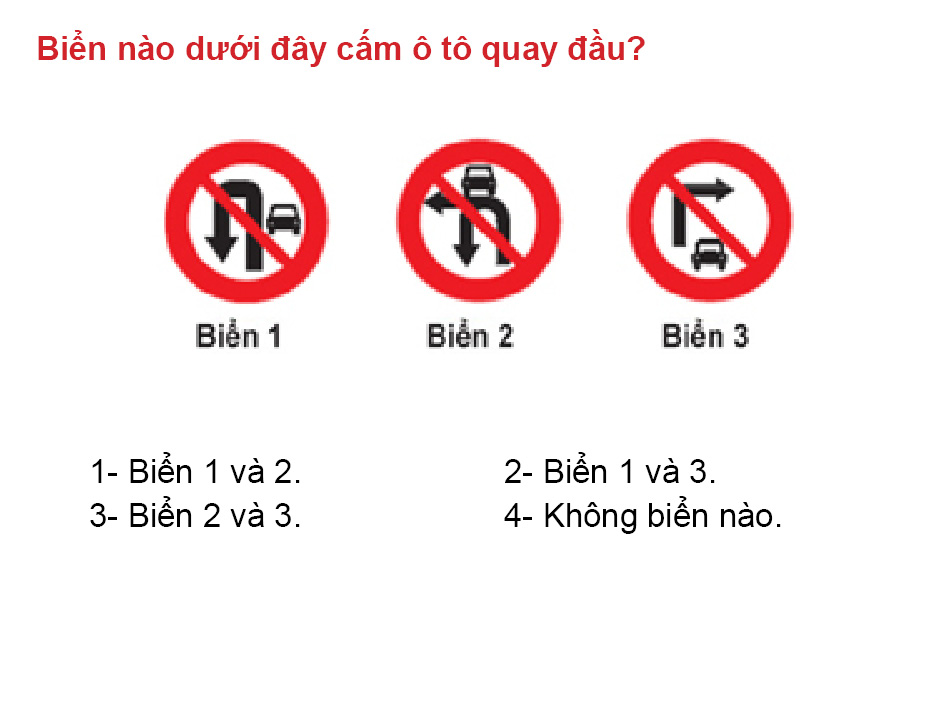 Biển nào dưới đây cấm ô tô quay đầu?
Biển 1 Biển 2 Biển 3
1- Biển 1 và 2. 2- Biển 1 và 3.
3- Biển 2 và 3. 4- Không biển nào.